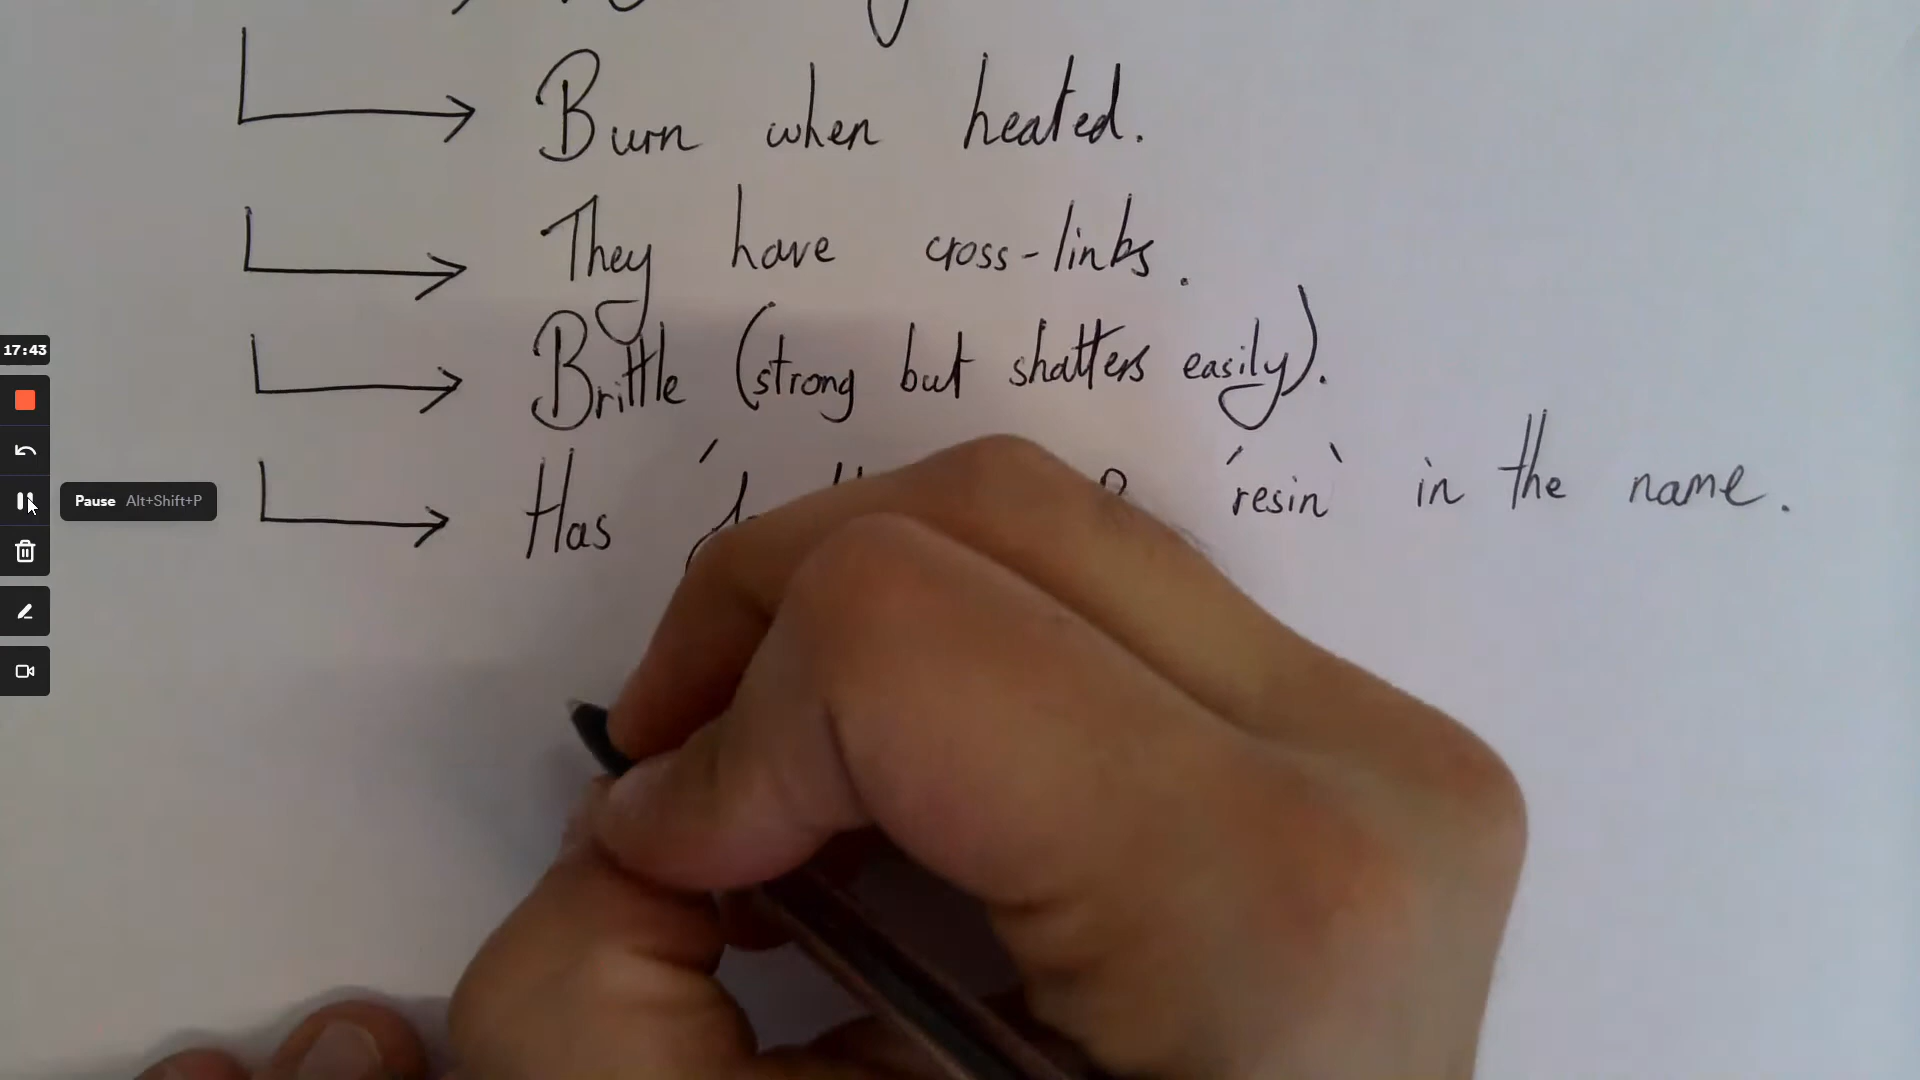 Burn when heated.
They have cross-links.
Brittle (strong but shatters easily).
Has 'resin' in the name.
17:43
Pause Alt+Shift+P